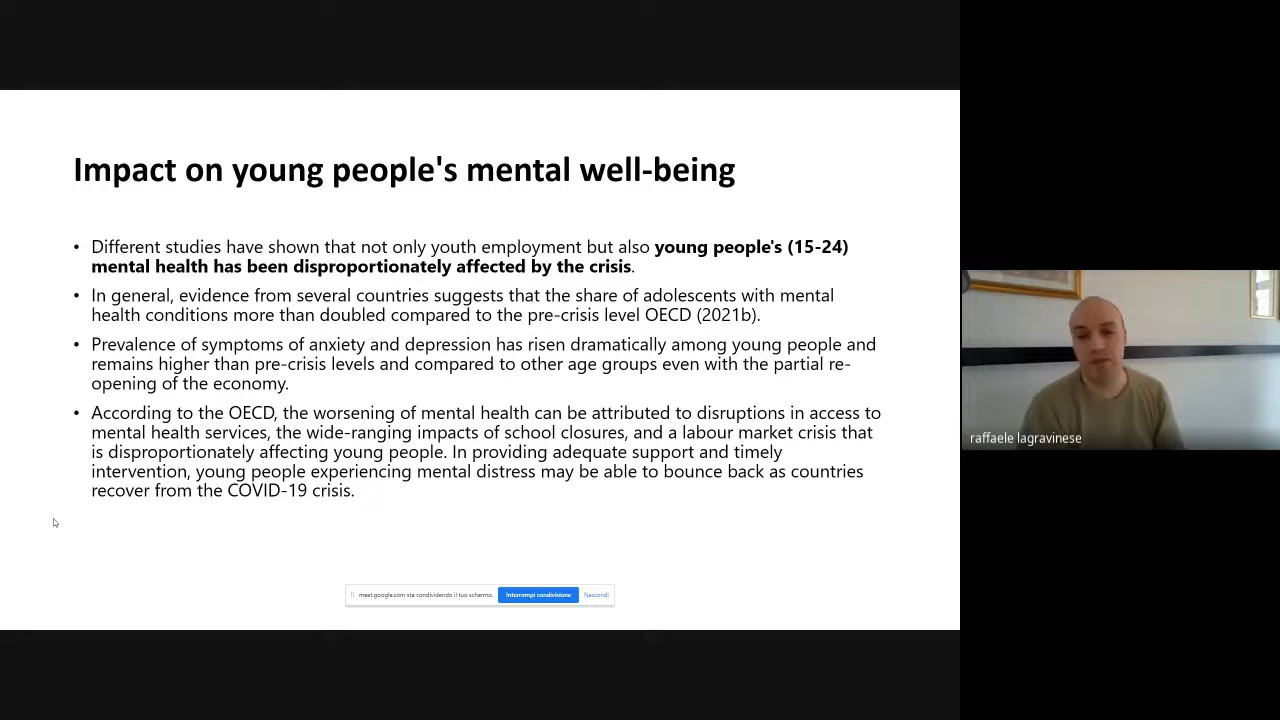 Impact on young people's mental well-being
• Different studies have shown that not only youth employment but also young people's (15-24)
mental health has been disproportionately affected by the crisis.
• In general, evidence from several countries suggests that the share of adolescents with mental
health conditions more than doubled compared to the pre-crisis level OECD (2021b).
• Prevalence of symptoms of anxiety and depression has risen dramatically among young people and
remains higher than pre-crisis levels and compared to other age groups even with the partial re-
opening of the economy.
• According to the OECD, the worsening of mental health can be attributed to disruptions in access to
mental health services, the wide-ranging impacts of school closures, and a labour market crisis that
is disproportionately affecting young people. In providing adequate support and timely
intervention, young people experiencing mental distress may be able to bounce back as countries
recover from the COVID-19 crisis.
meet.google.com sta condividendo il tuo schermo. Interrompi condivisione Nascondi
raffaele lagravinese